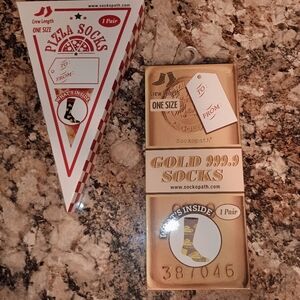 Crew Length
ONE SIZE
1 Pair
PIZZA SOCKS
www.sockopath.com
TO:
FROM:
WHAT'S INSIDE
Crew Length
ONE SIZE
TO:
FROM:
Sockopath
GOLD 999.9
SOCKS
www.sockopath.com
WHAT'S INSIDE
1 Pair
387046